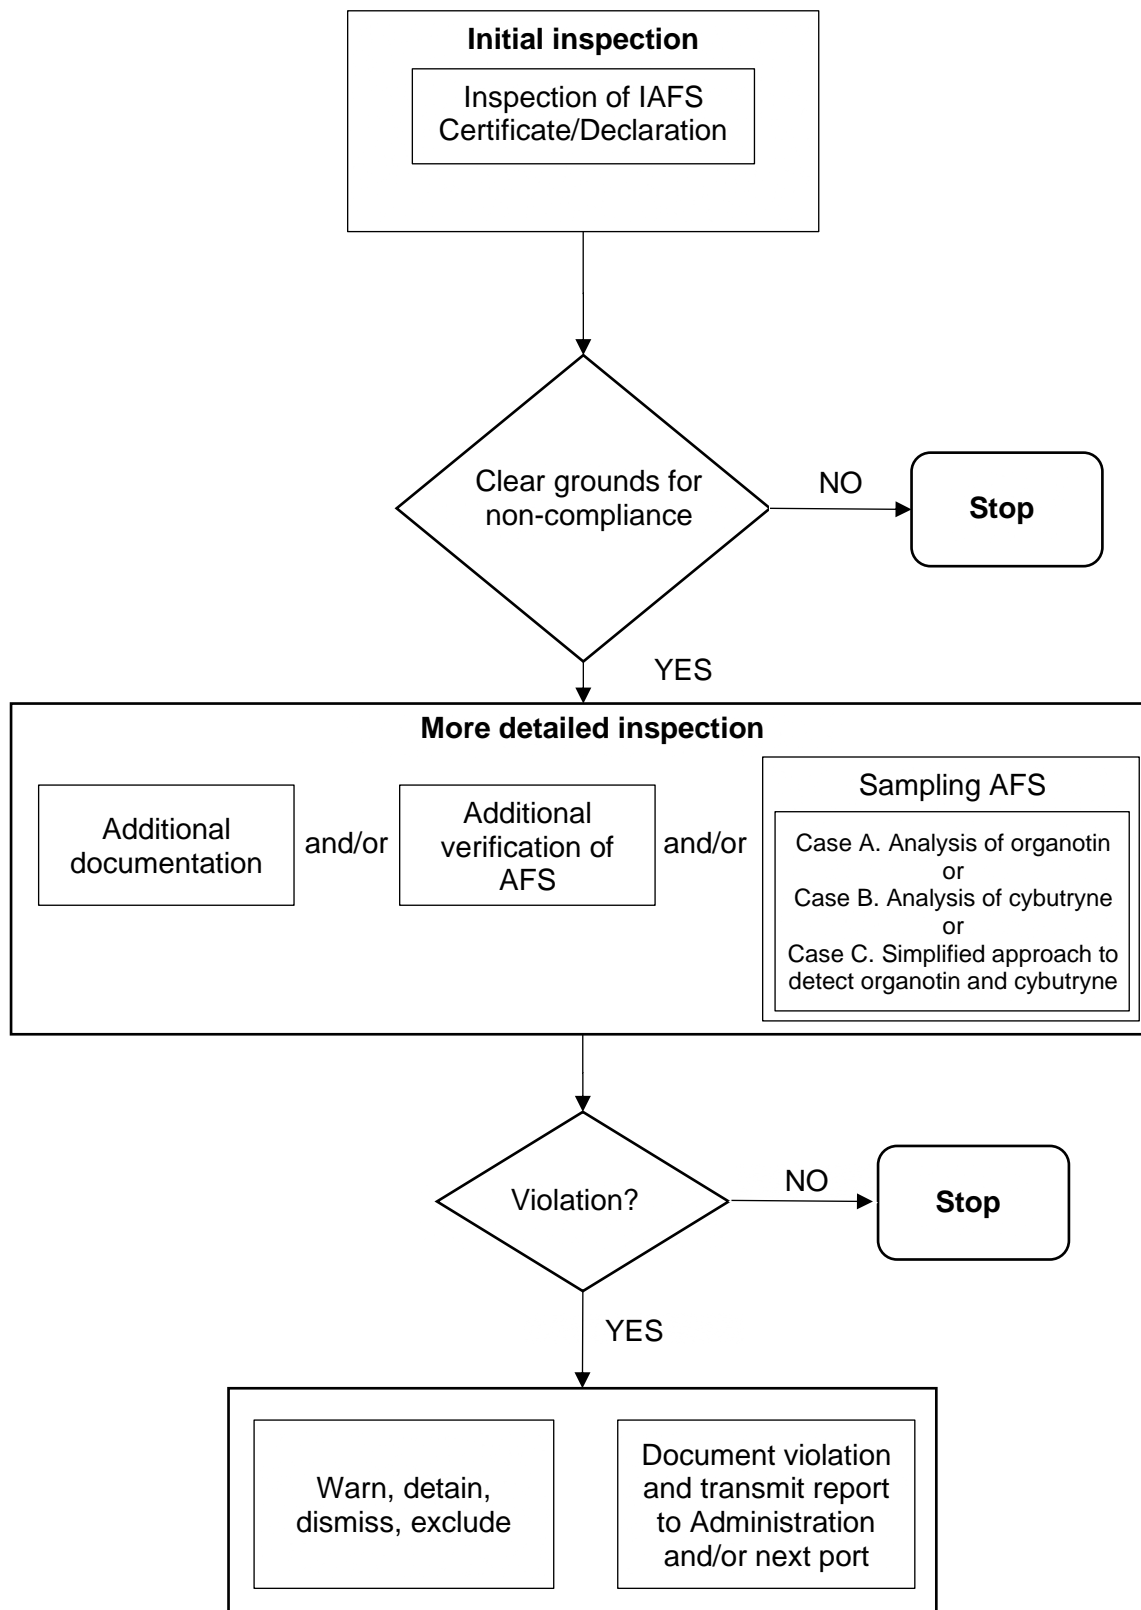 Initial inspection
Inspection of IAFS
Certificate/Declaration
Clear grounds for
non-compliance
NO
Stop
YES
More detailed inspection
Additional
documentation
and/or
Additional
verification of
AFS
and/or
Sampling AFS
Case A. Analysis of organotin
or
Case B. Analysis of cybutryne
or
Case C. Simplified approach to
detect organotin and cybutryne
Violation?
NO
Stop
YES
Warn, detain,
dismiss, exclude
Document violation
and transmit report
to Administration
and/or next port